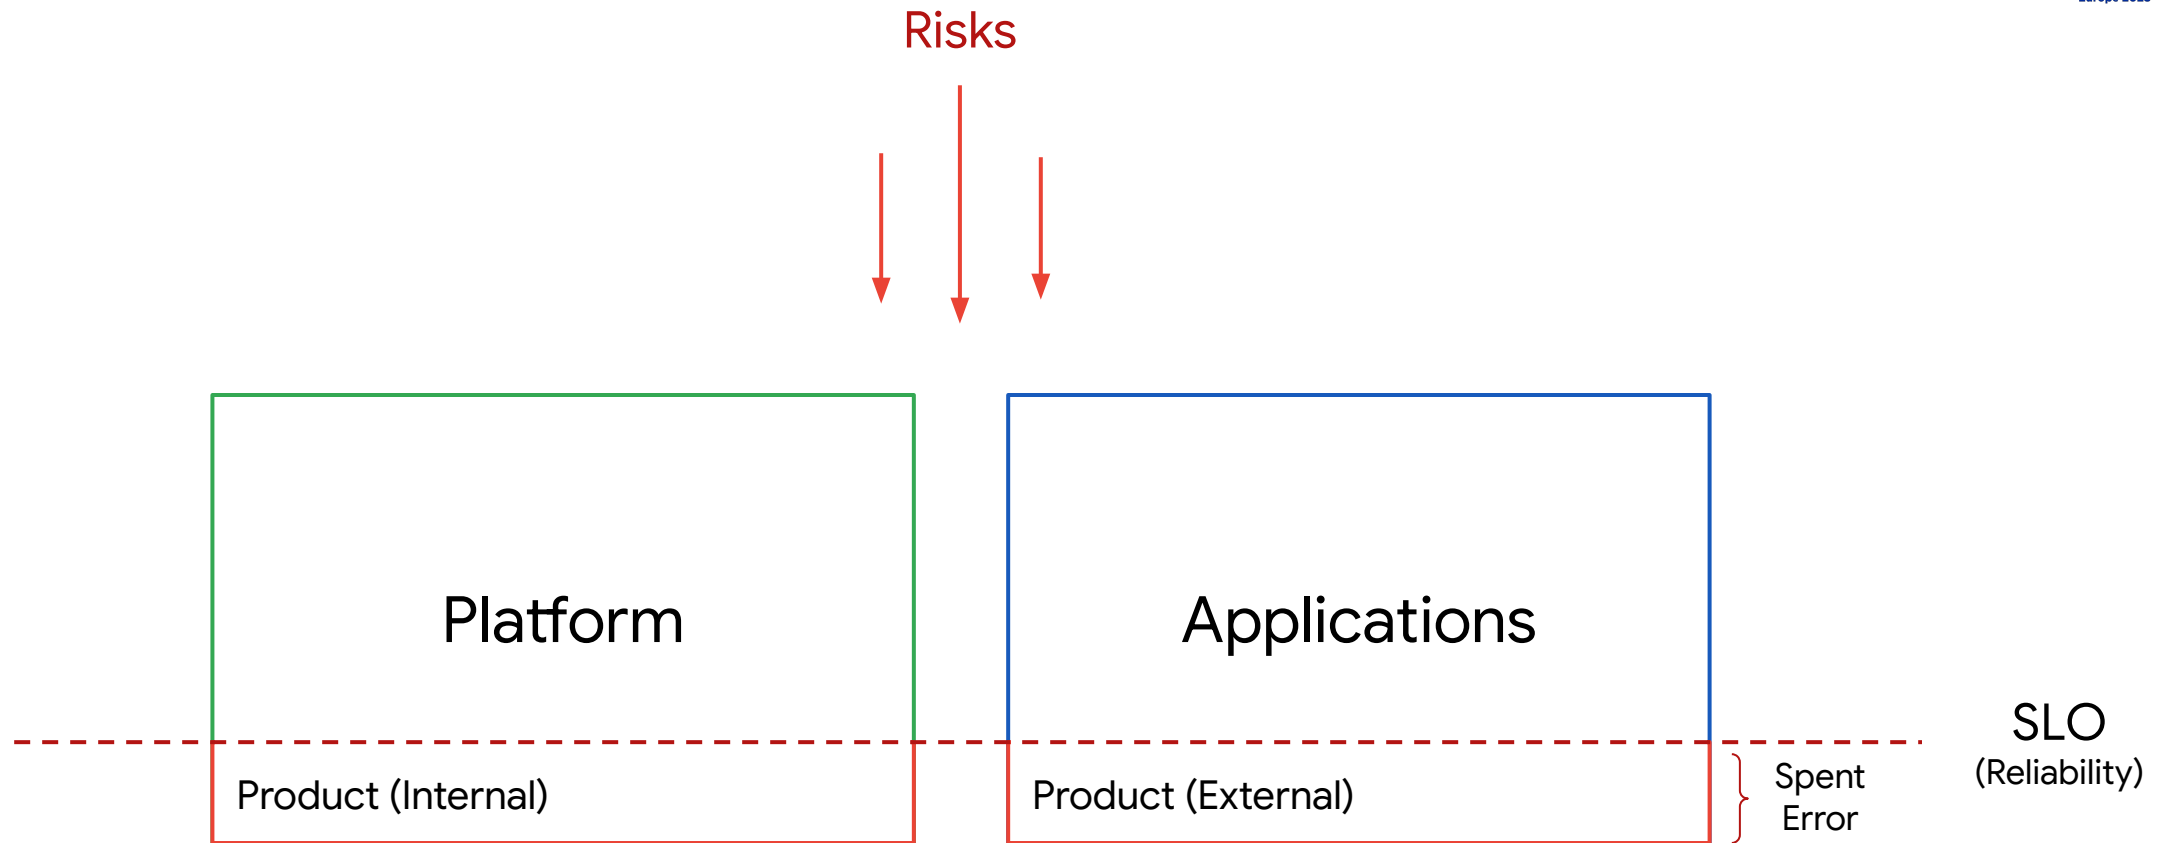 Risks
Platform
Applications
SLO
(Reliability)
Product (Internal)
Product (External)
Spent
Error